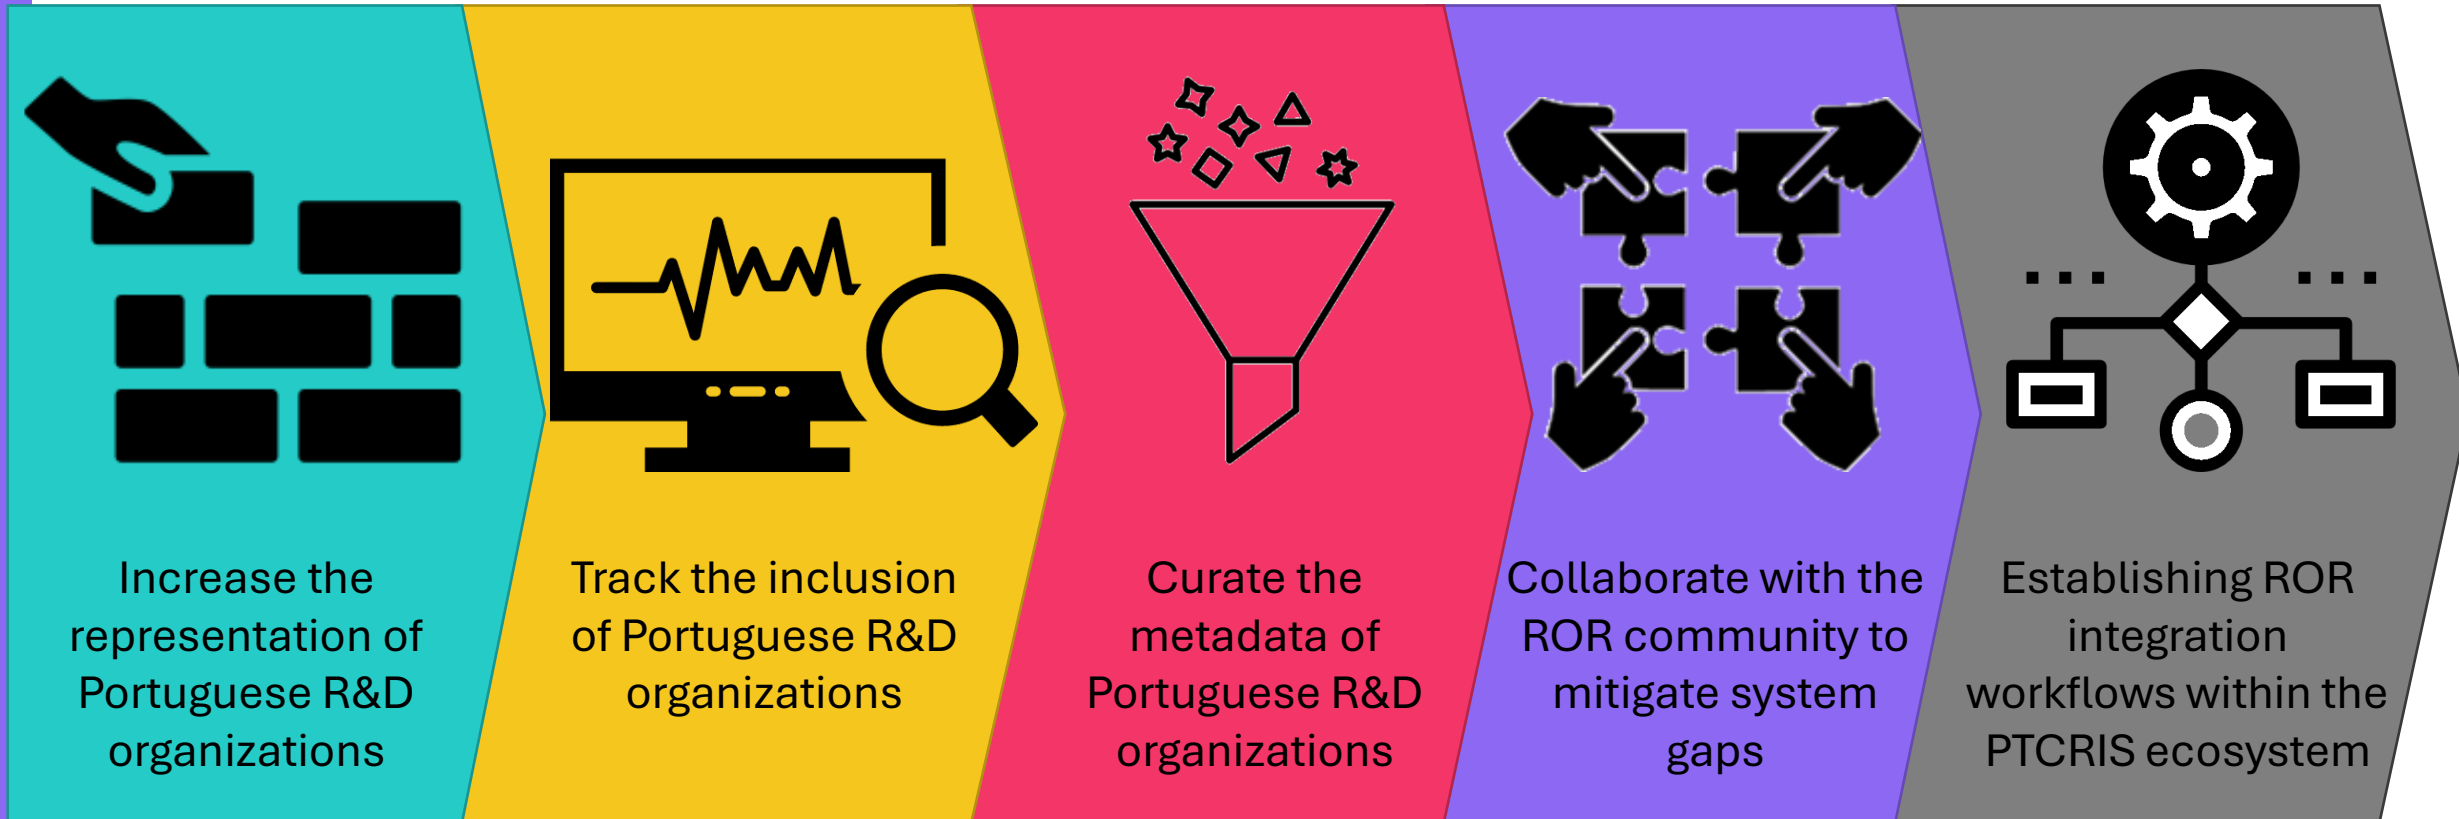 Increase the
representation of
Portuguese R&D
organizations
Track the inclusion
of Portuguese R&D
organizations
Curate the
metadata of
Portuguese R&D
organizations
Collaborate with the
ROR community to
mitigate system
gaps
Establishing ROR
integration
workflows within the
PTCRIS ecosystem